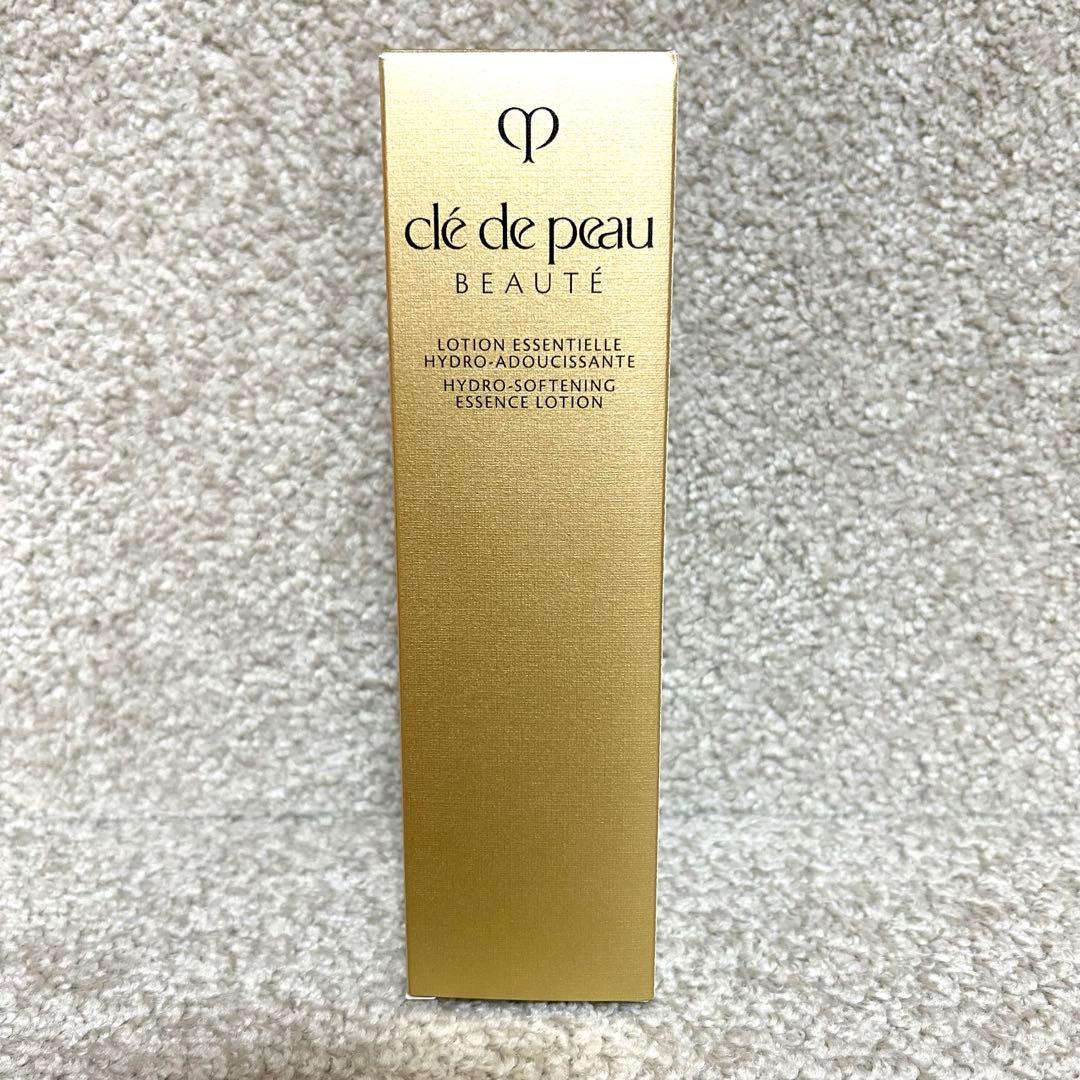 clé de peau
BEAUTÉ
LOTION ESSENTIELLE
HYDRO-ADOUCISSANTE
HYDRO-SOFTENING
ESSENCE LOTION